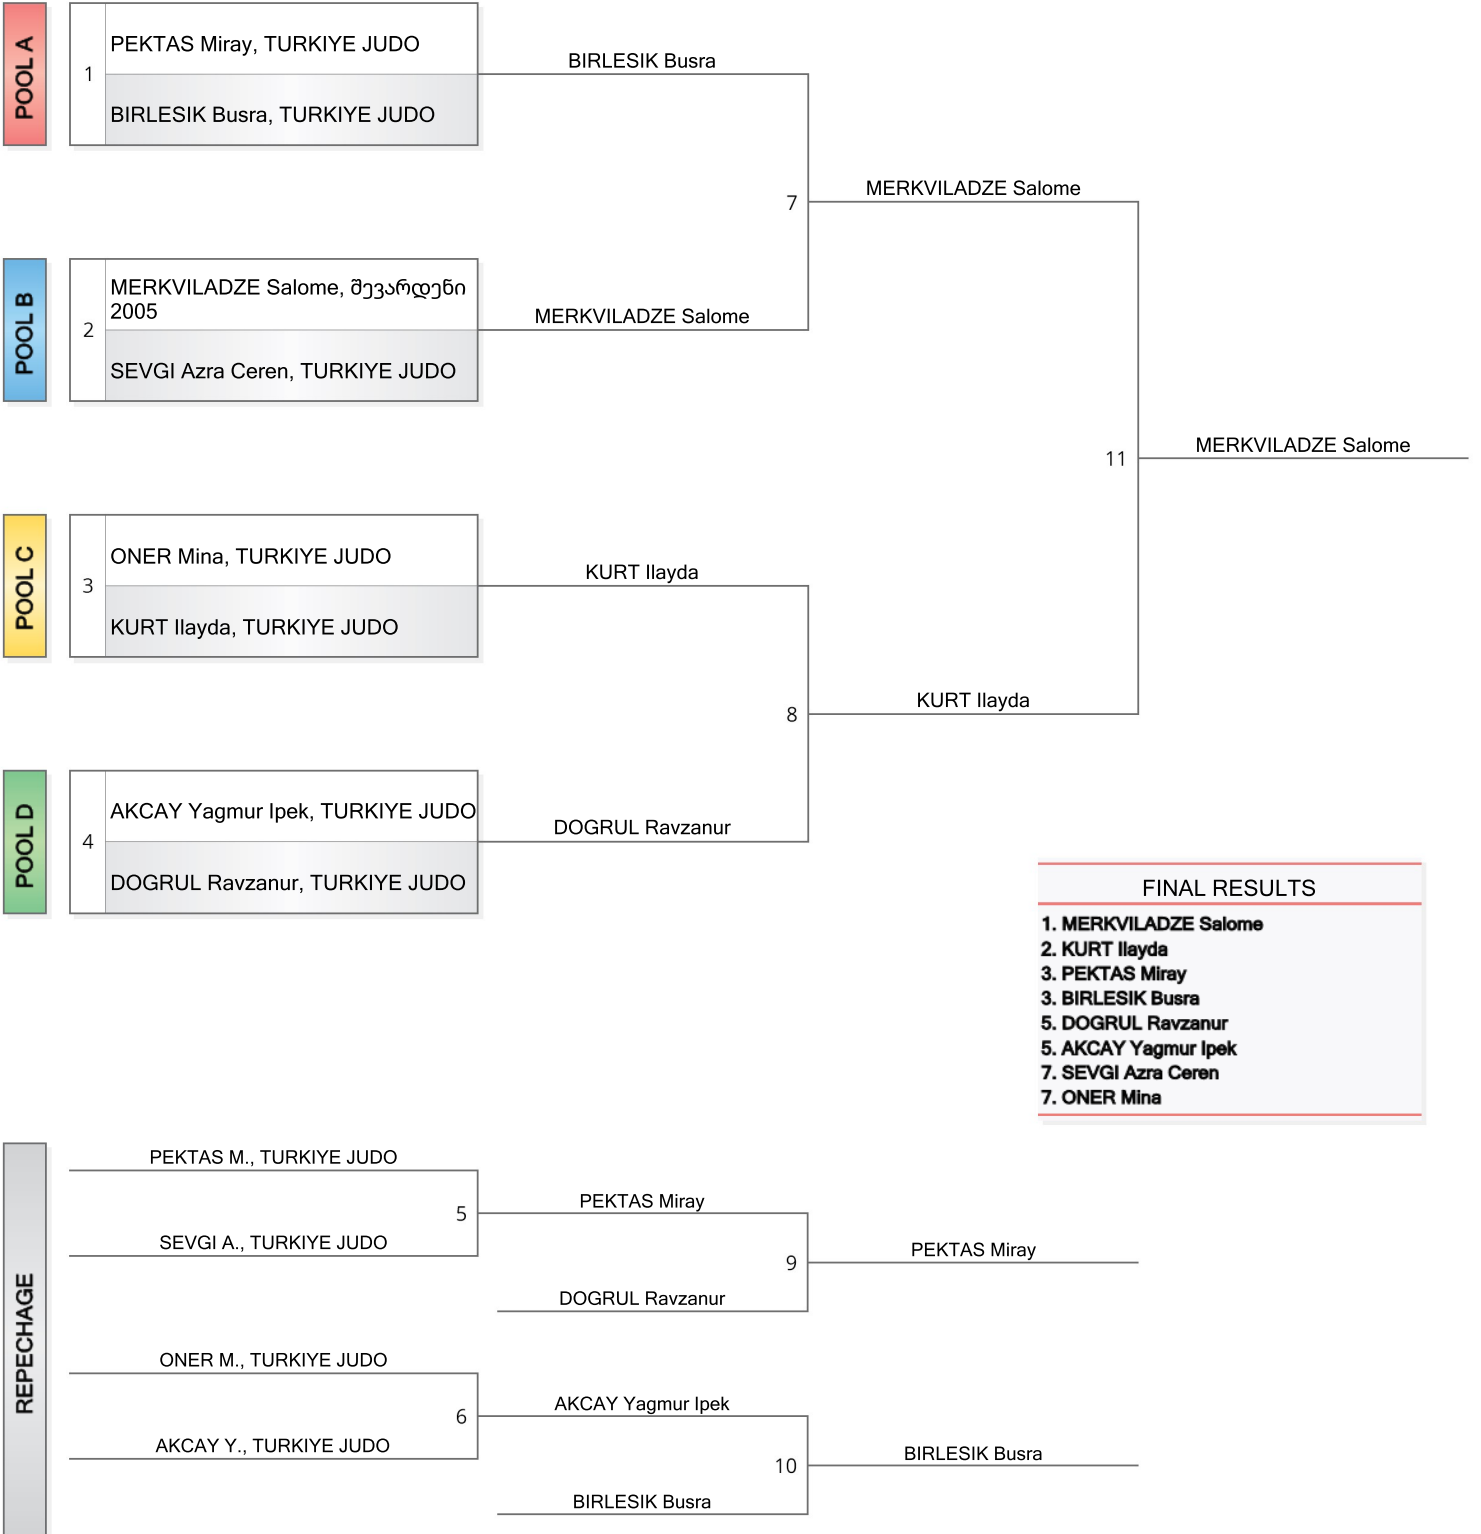 POOL A
1
PEKTAS Miray, TURKIYE JUDO
BIRLESIK Busra, TURKIYE JUDO
BIRLESIK Busra
7
MERKVILADZE Salome
POOL B
2
MERKVILADZE Salome, შევარდენი
2005
SEVGI Azra Ceren, TURKIYE JUDO
MERKVILADZE Salome
11
MERKVILADZE Salome
POOL C
3
ONER Mina, TURKIYE JUDO
KURT Ilayda, TURKIYE JUDO
KURT Ilayda
8
KURT Ilayda
POOL D
4
AKCAY Yagmur Ipek, TURKIYE JUDO
DOGRUL Ravzanur, TURKIYE JUDO
DOGRUL Ravzanur
FINAL RESULTS
1. MERKVILADZE Salome
2. KURT Ilayda
3. PEKTAS Miray
3. BIRLESIK Busra
5. DOGRUL Ravzanur
5. AKCAY Yagmur Ipek
7. SEVGI Azra Ceren
7. ONER Mina
REPECHAGE
PEKTAS M., TURKIYE JUDO
5
SEVGI A., TURKIYE JUDO
PEKTAS Miray
9
DOGRUL Ravzanur
PEKTAS Miray
ONER M., TURKIYE JUDO
6
AKCAY Y., TURKIYE JUDO
AKCAY Yagmur Ipek
10
BIRLESIK Busra
BIRLESIK Busra